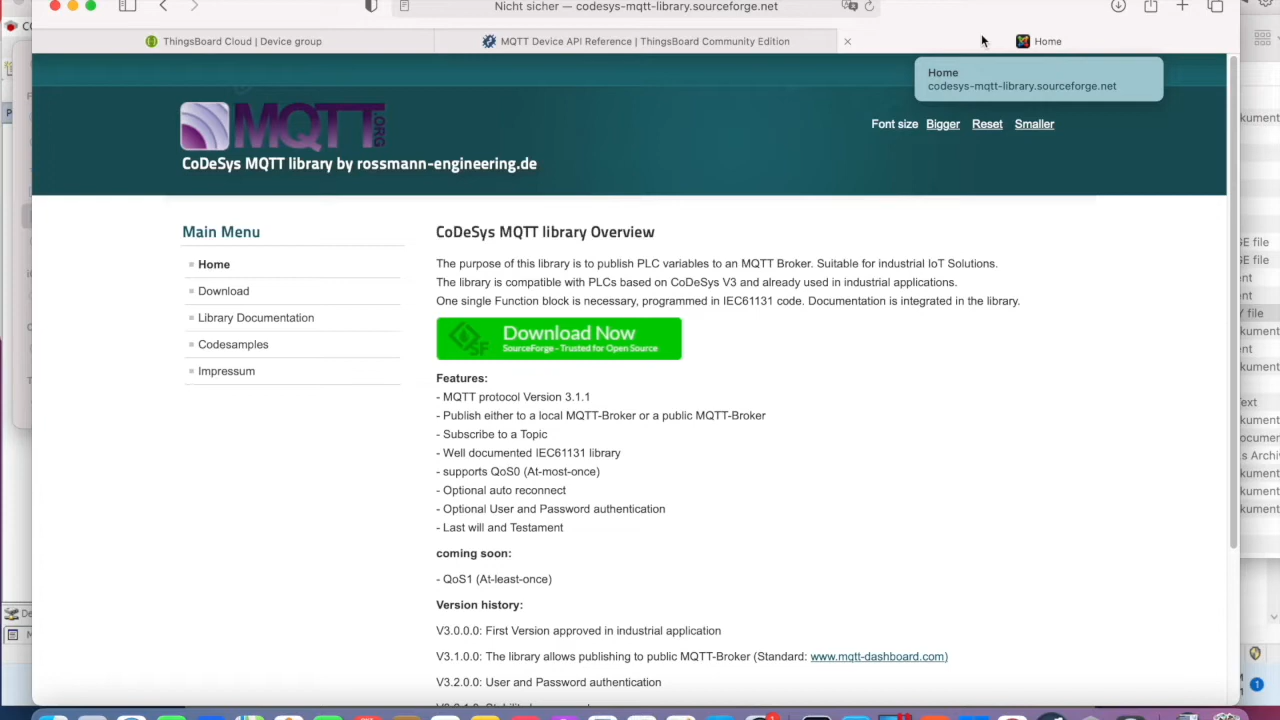 Nicht sicher — codesys-mqtt-library.sourceforge.net
ThingsBoard Cloud | Device group
MQTT Device API Reference | ThingsBoard Community Edition
Home
Home
codesys-mqtt-library.sourceforge.net
MQTT.ORG
CoDeSys MQTT library by rossmann-engineering.de
Font size Bigger Reset Smaller
Main Menu
Home
Download
Library Documentation
Codesamples
Impressum
CoDeSys MQTT library Overview
The purpose of this library is to publish PLC variables to an MQTT Broker. Suitable for industrial IoT Solutions.
The library is compatible with PLCs based on CoDeSys V3 and already used in industrial applications.
One single Function block is necessary, programmed in IEC61131 code. Documentation is integrated in the library.
SF
Download Now
SourceForge - Trusted for Open Source
Features:
- MQTT protocol Version 3.1.1
- Publish either to a local MQTT-Broker or a public MQTT-Broker
- Subscribe to a Topic
- Well documented IEC61131 library
- supports QoS0 (At-most-once)
- Optional auto reconnect
- Optional User and Password authentication
- Last will and Testament
coming soon:
- QoS1 (At-least-once)
Version history:
V3.0.0.0: First Version approved in industrial application
V3.1.0.0: The library allows publishing to public MQTT-Broker (Standard: www.mqtt-dashboard.com)
V3.2.0.0: User and Password authentication